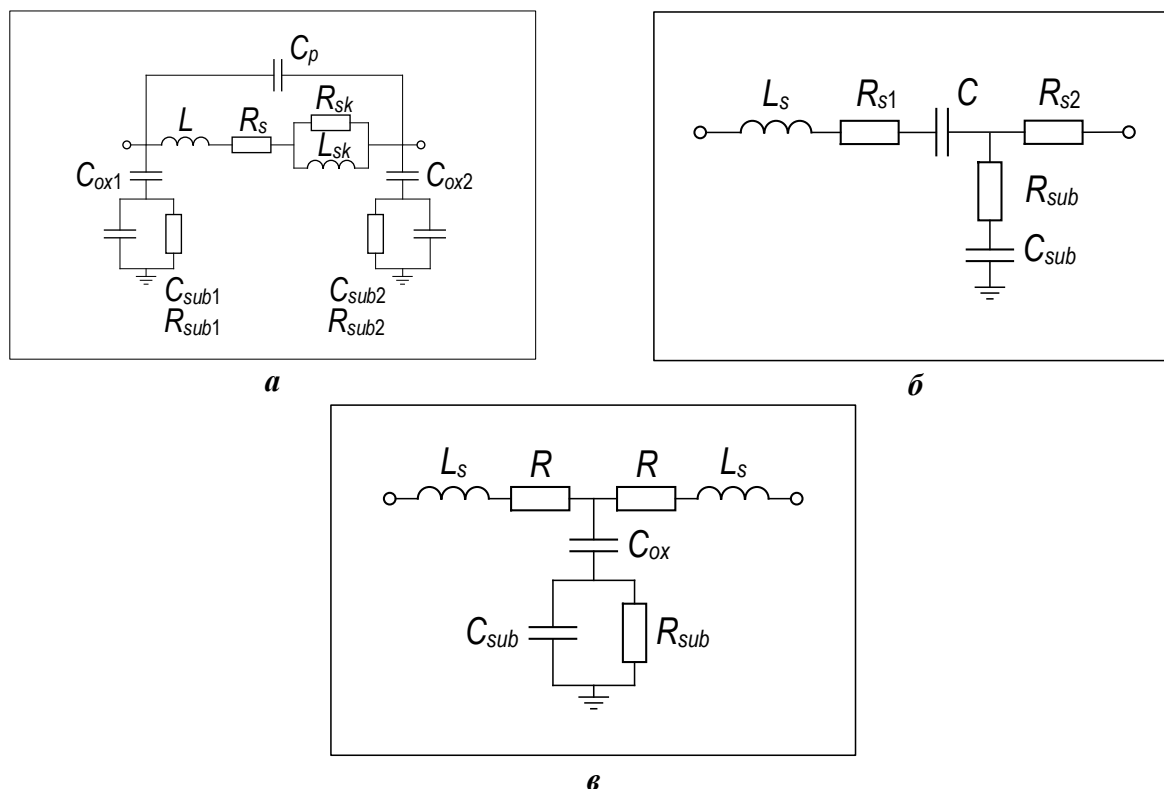 C_p
R_sk
L R_s
L_sk
C_ox1 C_ox2
C_sub1 C_sub2
R_sub1 R_sub2
а
L_s R_s1 C R_s2
R_sub
C_sub
б
L_s R R L_s
C_ox
C_sub R_sub
в